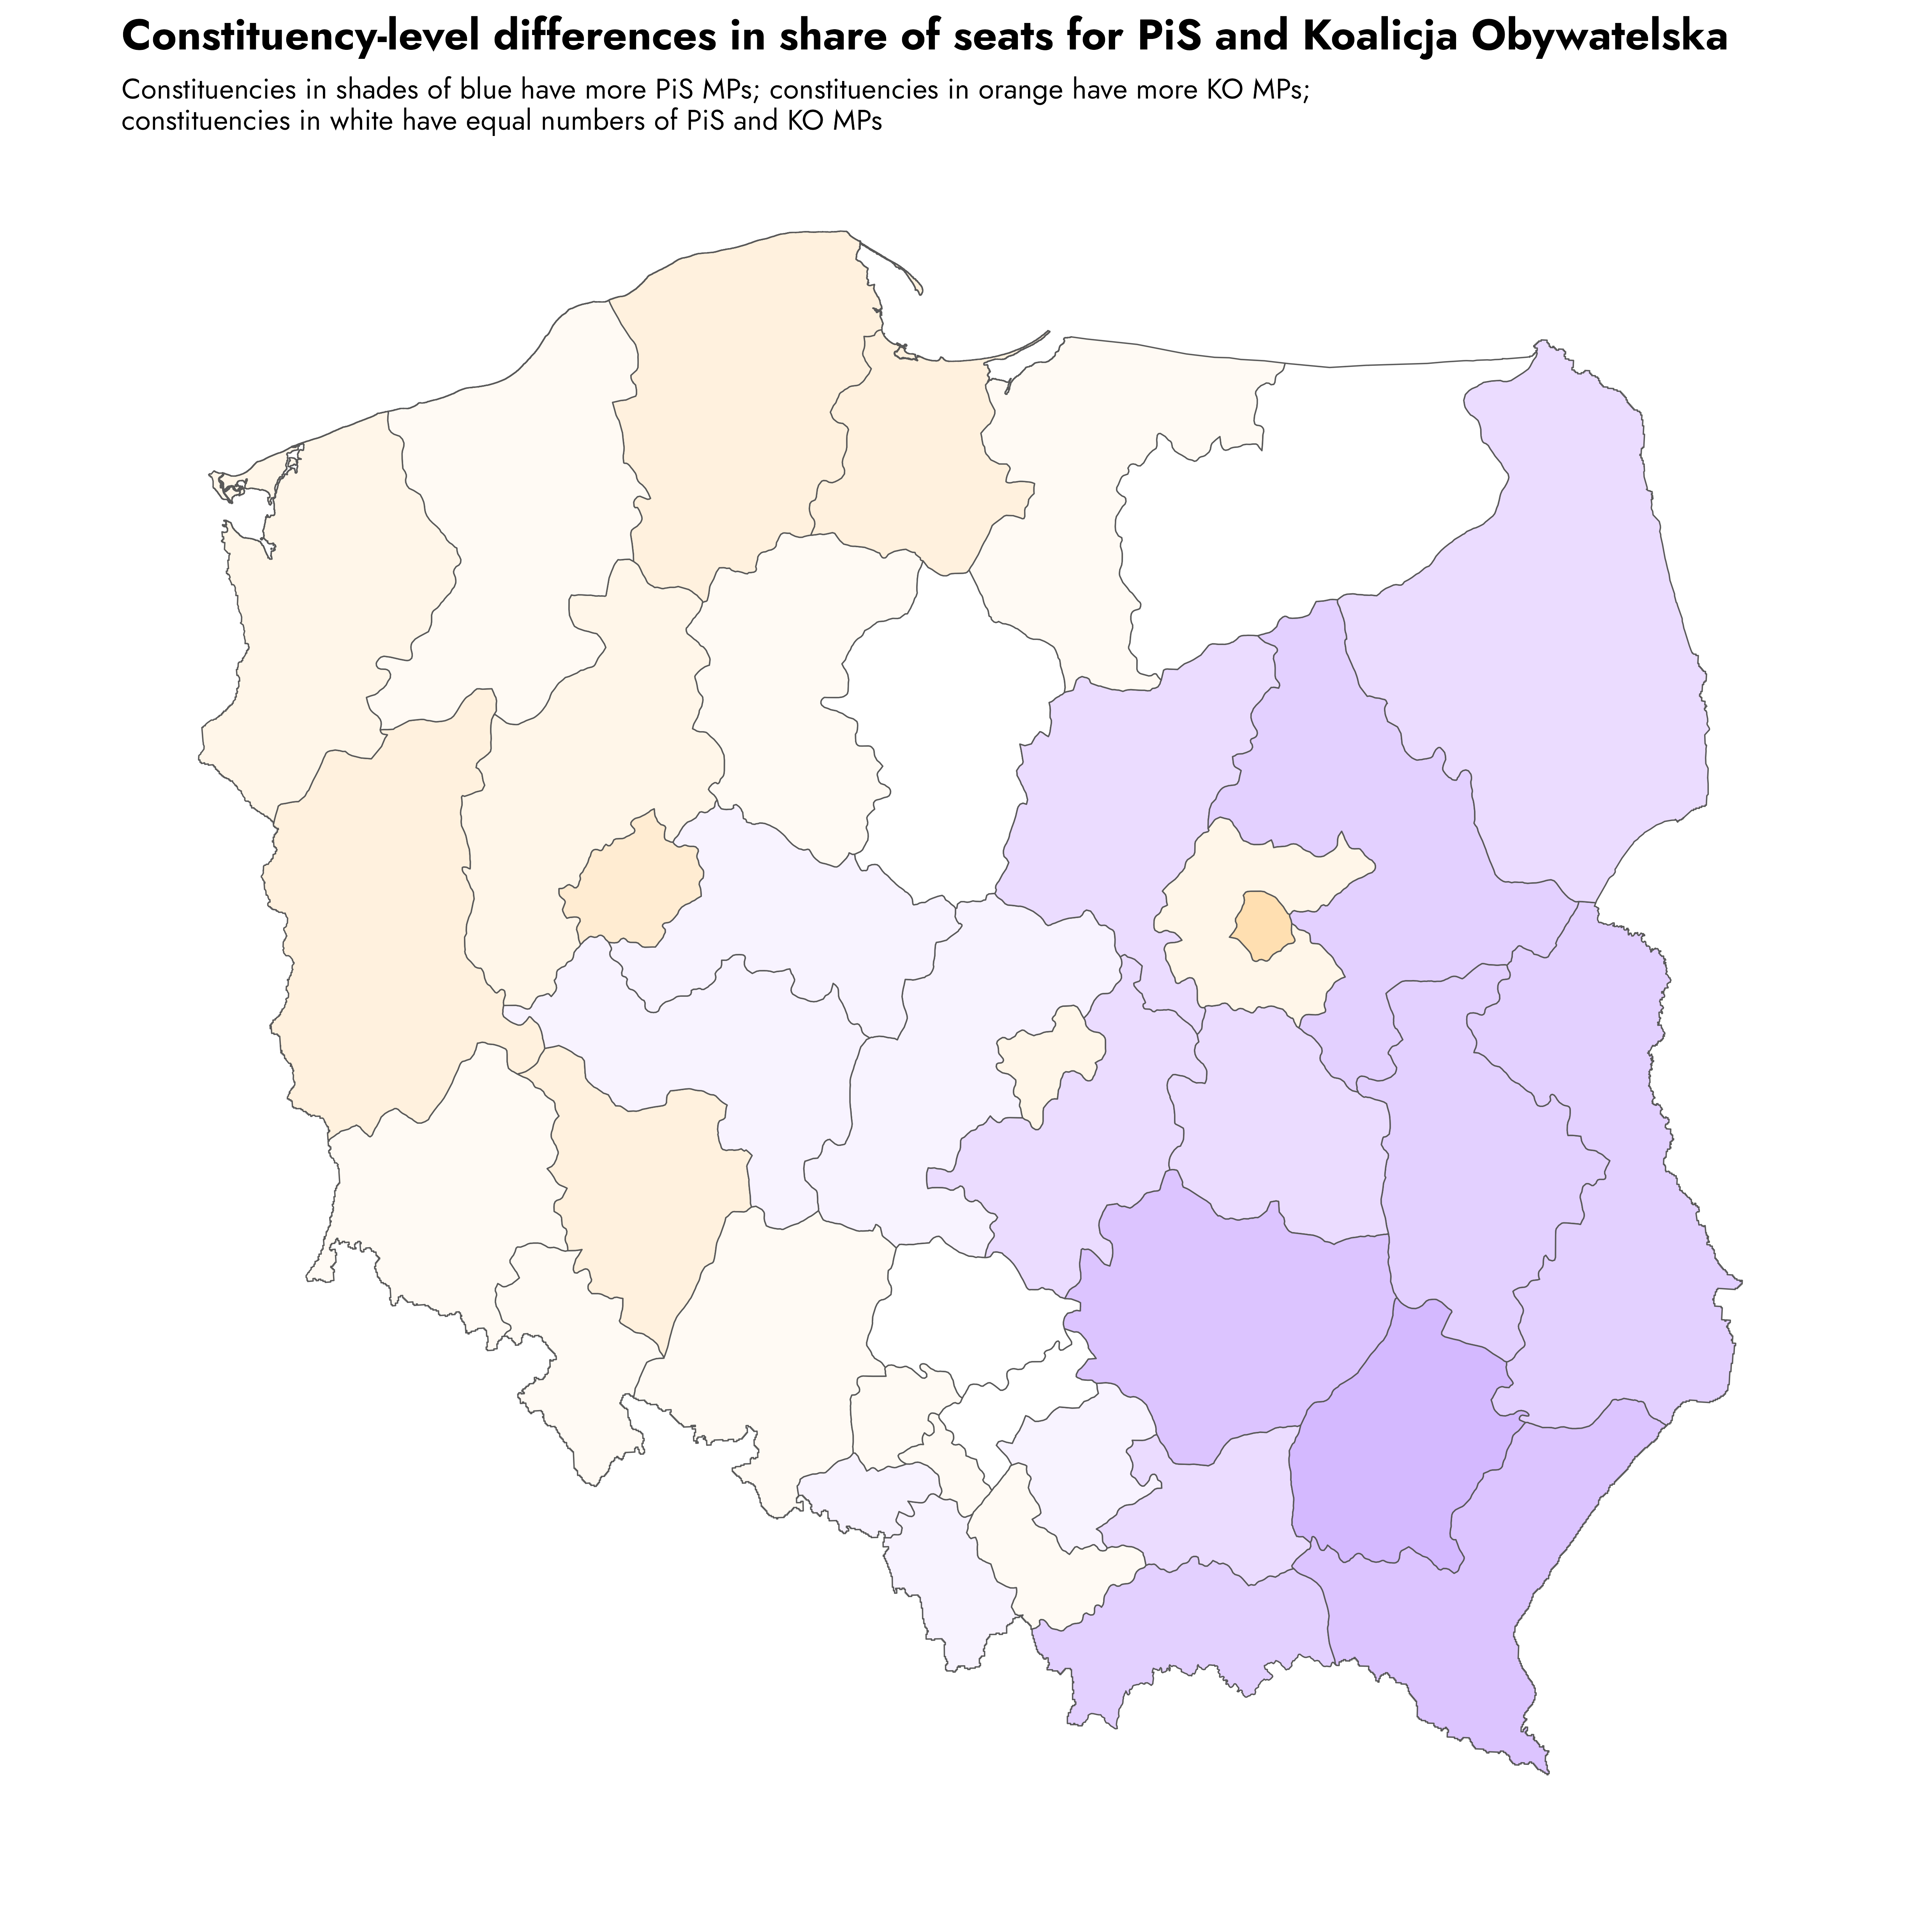 Constituency-level differences in share of seats for PiS and Koalicja Obywatelska
Constituencies in shades of blue have more PiS MPs; constituencies in orange have more KO MPs;
constituencies in white have equal numbers of PiS and KO MPs